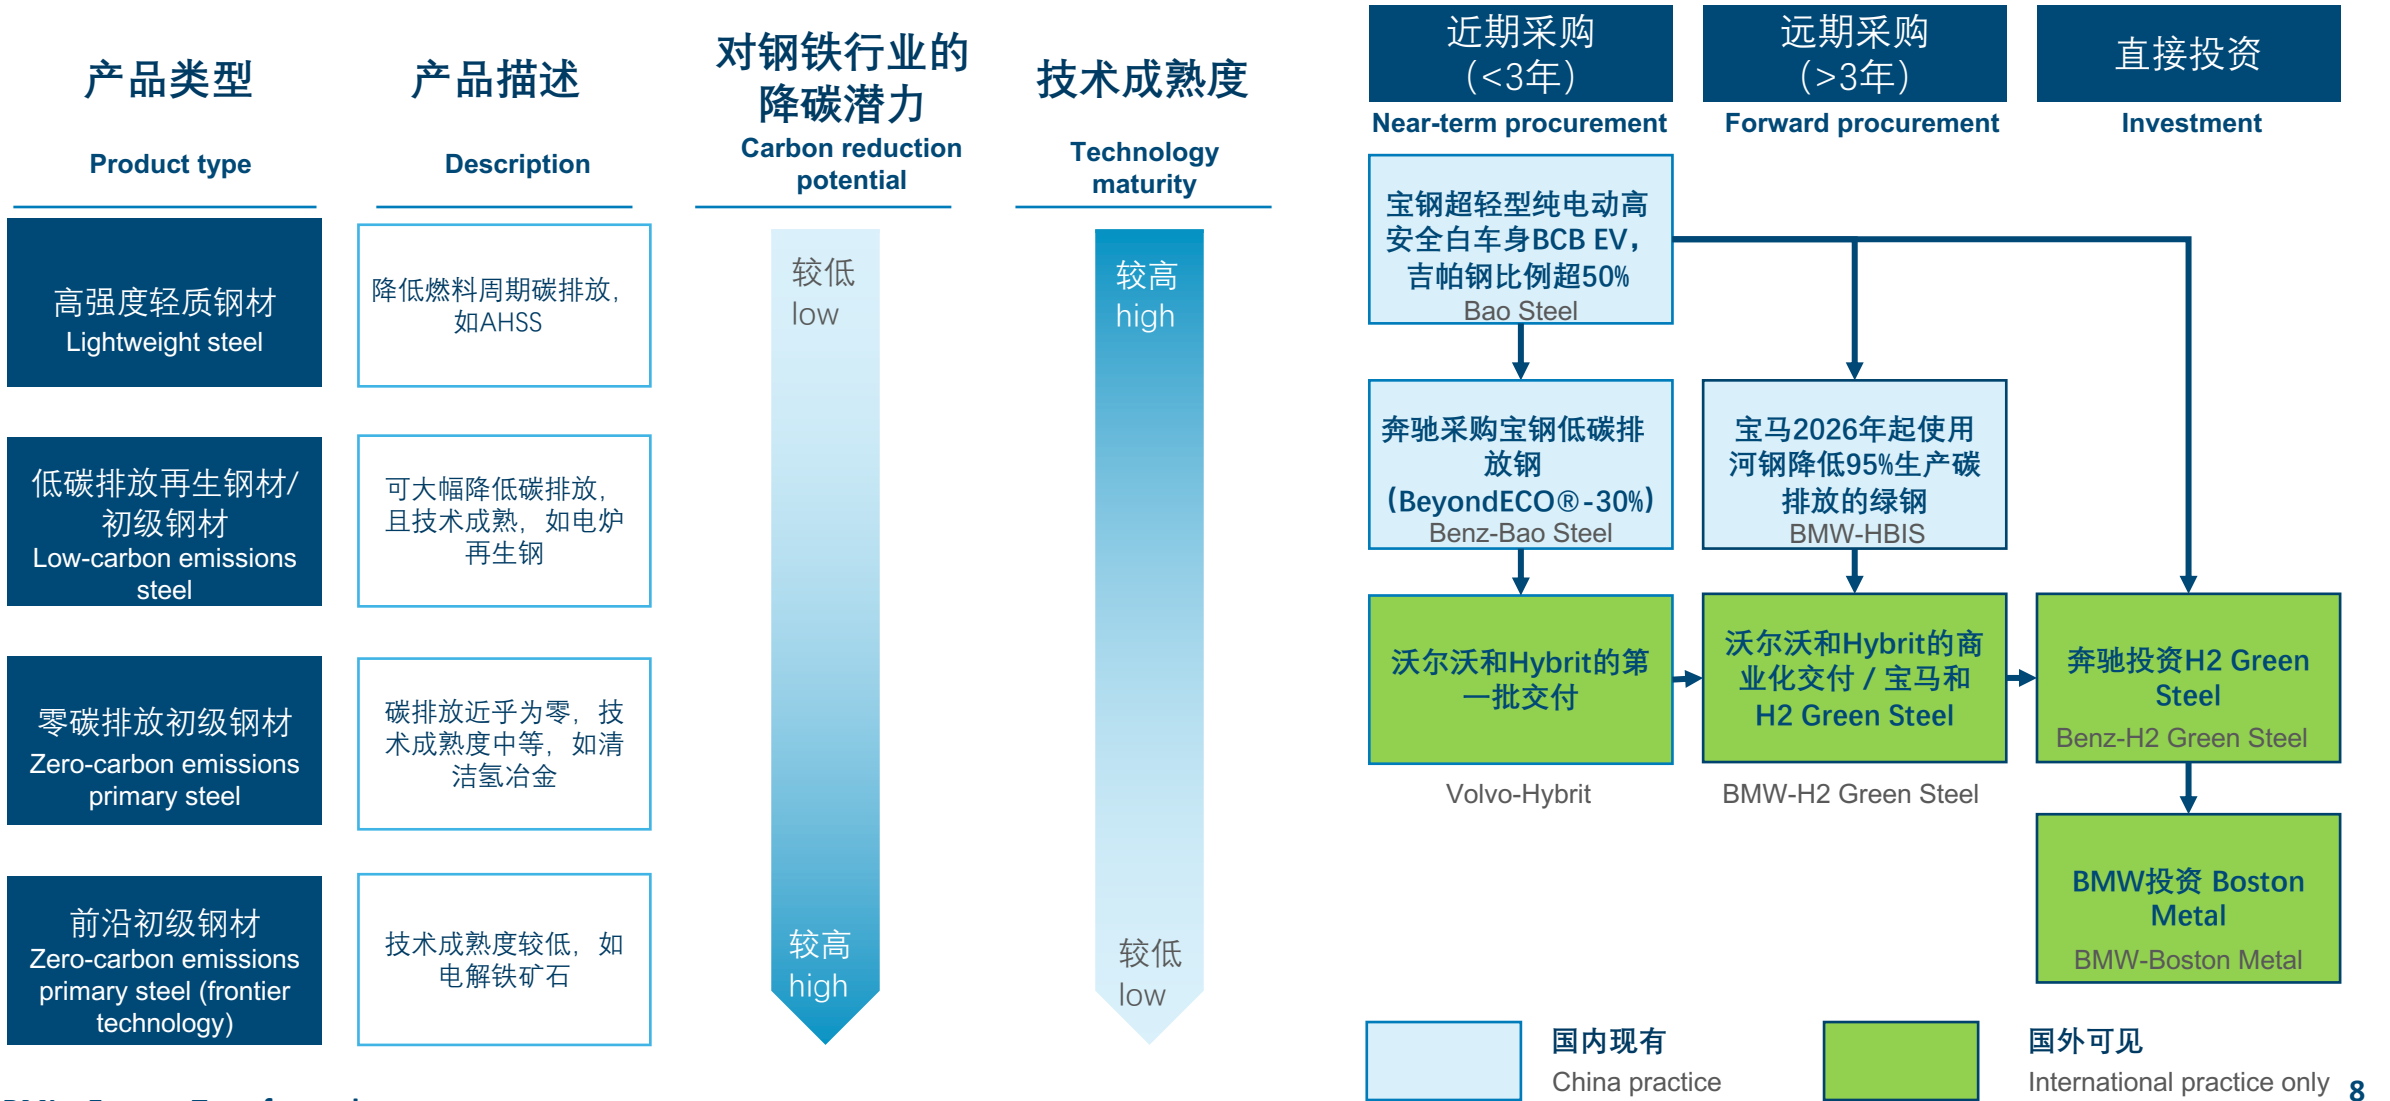 产品类型
Product type
产品描述
Description
对钢铁行业的
降碳潜力
Carbon reduction
potential
技术成熟度
Technology
maturity
近期采购
(<3年)
Near-term procurement
远期采购
(>3年)
Forward procurement
直接投资
Investment
高强度轻质钢材
Lightweight steel
降低燃料周期碳排放,
如AHSS
低碳排放再生钢材/
初级钢材
Low-carbon emissions
steel
可大幅降低碳排放,
且技术成熟, 如电炉
再生钢
零碳排放初级钢材
Zero-carbon emissions
primary steel
碳排放近乎为零, 技
术成熟度中等, 如清
洁氢冶金
前沿初级钢材
Zero-carbon emissions
primary steel (frontier
technology)
技术成熟度较低, 如
电解铁矿石
较低
low
较高
high
较高
high
较低
low
宝钢超轻型纯电动高
安全白车身BCB EV,
吉帕钢比例超50%
Bao Steel
奔驰采购宝钢低碳排
放钢
(BeyondECO®-30%)
Benz-Bao Steel
宝马2026年起使用
河钢降低95%生产碳
排放的绿钢
BMW-HBIS
沃尔沃和Hybrit的第
一批交付
Volvo-Hybrit
沃尔沃和Hybrit的商
业化交付 / 宝马和
H2 Green Steel
BMW-H2 Green Steel
奔驰投资H2 Green
Steel
Benz-H2 Green Steel
BMW投资 Boston
Metal
BMW-Boston Metal
国内现有
China practice
国外可见
International practice only
8